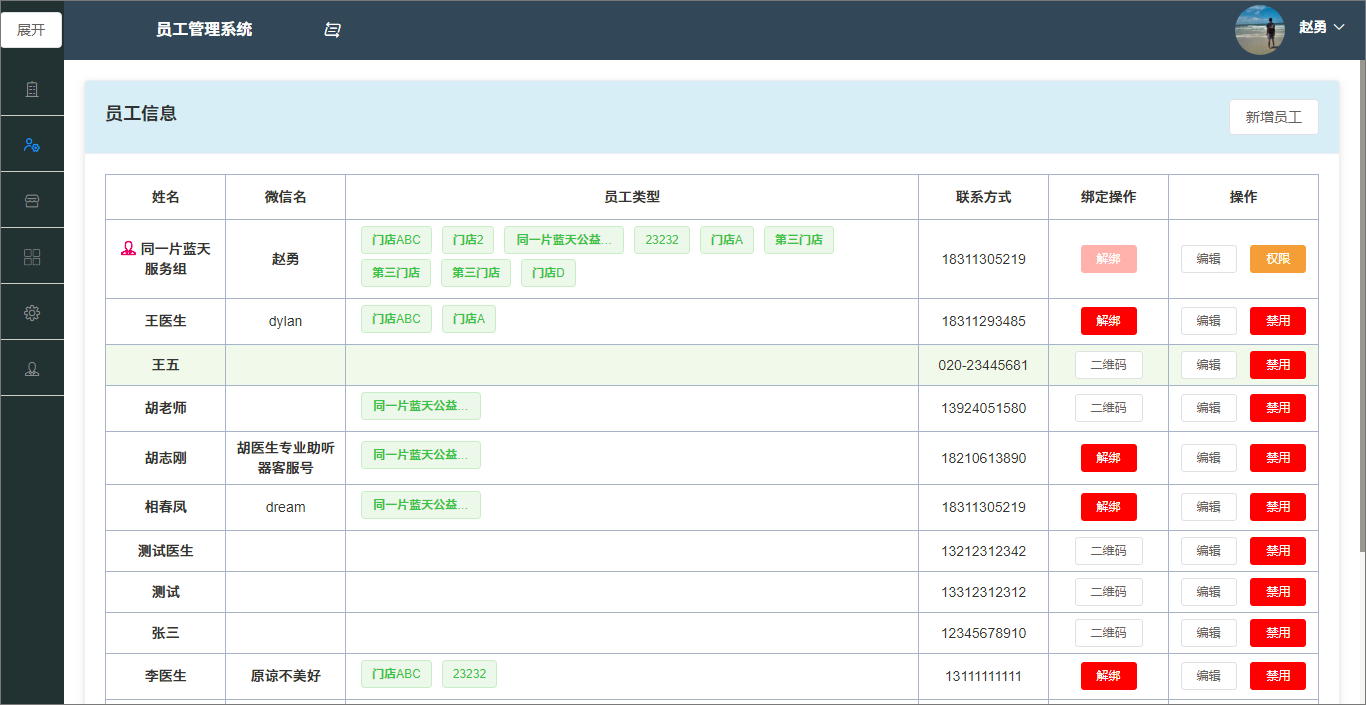 展开
员工管理系统
赵勇
员工信息
新增员工
姓名 微信名 员工类型 联系方式 绑定操作 操作
同一片蓝天服务组 赵勇 门店ABC 门店2 同一片蓝天公益... 23232 门店A 第三门店 第三门店 第三门店 门店D 18311305219 解绑 编辑 权限
王医生 dylan 门店ABC 门店A 18311293485 解绑 编辑 禁用
王五 020-23445681 二维码 编辑 禁用
胡老师 同一片蓝天公益... 13924051580 二维码 编辑 禁用
胡志刚 胡医生专业助听器客服号 同一片蓝天公益... 18210613890 解绑 编辑 禁用
相春凤 dream 同一片蓝天公益... 18311305219 解绑 编辑 禁用
测试医生 13212312342 二维码 编辑 禁用
测试 13312312312 二维码 编辑 禁用
张三 12345678910 二维码 编辑 禁用
李医生 原谅不美好 门店ABC 23232 13111111111 解绑 编辑 禁用